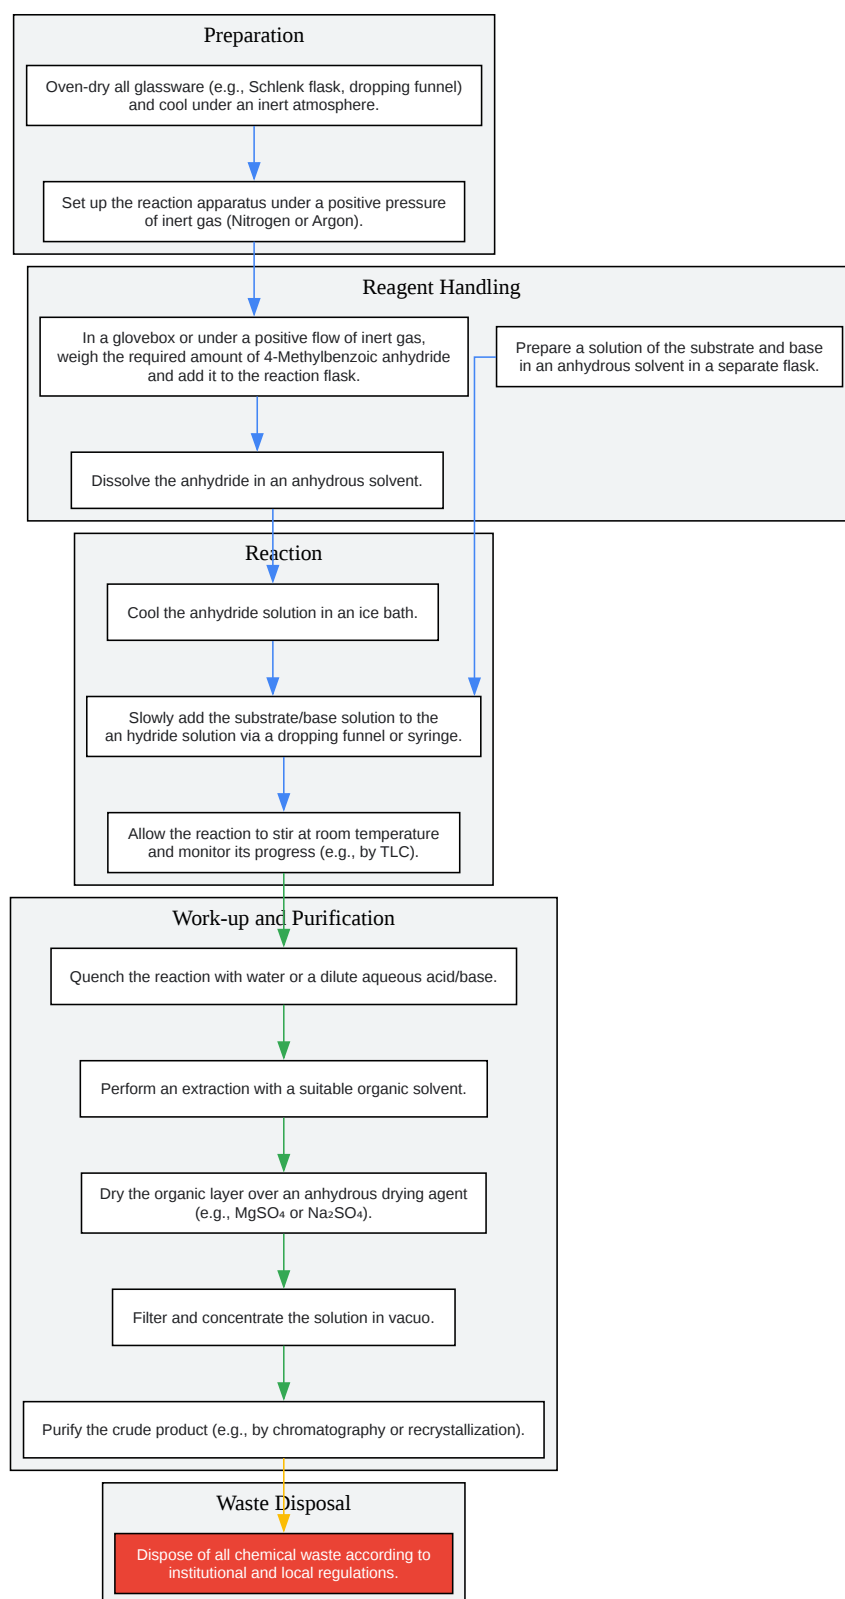 Preparation
Oven-dry all glassware (e.g., Schlenk flask, dropping funnel)
and cool under an inert atmosphere.
Set up the reaction apparatus under a positive pressure
of inert gas (Nitrogen or Argon).
Reagent Handling
In a glovebox or under a positive flow of inert gas,
weigh the required amount of 4-Methylbenzoic anhydride
and add it to the reaction flask.
Prepare a solution of the substrate and base
in an anhydrous solvent in a separate flask.
Dissolve the anhydride in an anhydrous solvent.
Reaction
Cool the anhydride solution in an ice bath.
Slowly add the substrate/base solution to the
an hydride solution via a dropping funnel or syringe.
Allow the reaction to stir at room temperature
and monitor its progress (e.g., by TLC).
Work-up and Purification
Quench the reaction with water or a dilute aqueous acid/base.
Perform an extraction with a suitable organic solvent.
Dry the organic layer over an anhydrous drying agent
(e.g., MgSO₄ or Na₂SO₄).
Filter and concentrate the solution in vacuo.
Purify the crude product (e.g., by chromatography or recrystallization).
Waste Disposal
Dispose of all chemical waste according to
institutional and local regulations.